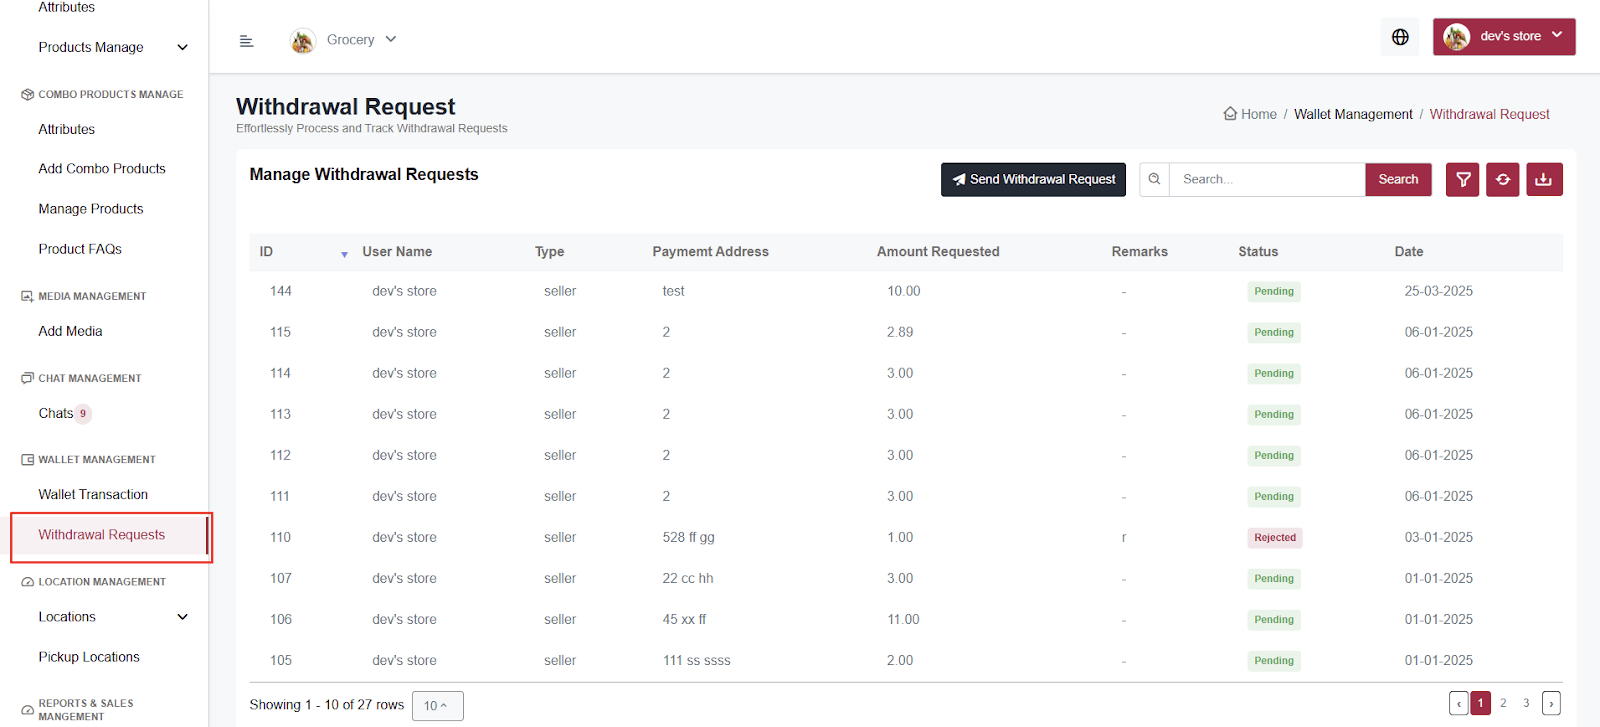 Attributes
Products Manage
COMBO PRODUCTS MANAGE
Attributes
Add Combo Products
Manage Products
Product FAQs
MEDIA MANAGEMENT
Add Media
CHAT MANAGEMENT
Chats 9
WALLET MANAGEMENT
Wallet Transaction
Withdrawal Requests
LOCATION MANAGEMENT
Locations
Pickup Locations
REPORTS & SALES
MANGEMENT
Grocery
dev's store
Withdrawal Request
Effortlessly Process and Track Withdrawal Requests
Home / Wallet Management / Withdrawal Request
Manage Withdrawal Requests
Send Withdrawal Request
Search...
Search
ID User Name Type Paymemt Address Amount Requested Remarks Status Date
144 dev's store seller test 10.00 - Pending 25-03-2025
115 dev's store seller 2 2.89 - Pending 06-01-2025
114 dev's store seller 2 3.00 - Pending 06-01-2025
113 dev's store seller 2 3.00 - Pending 06-01-2025
112 dev's store seller 2 3.00 - Pending 06-01-2025
111 dev's store seller 2 3.00 - Pending 06-01-2025
110 dev's store seller 528 ff gg 1.00 r Rejected 03-01-2025
107 dev's store seller 22 cc hh 3.00 - Pending 01-01-2025
106 dev's store seller 45 xx ff 11.00 - Pending 01-01-2025
105 dev's store seller 111 ss ssss 2.00 - Pending 01-01-2025
Showing 1 - 10 of 27 rows 10
‹ 1 2 3 ›